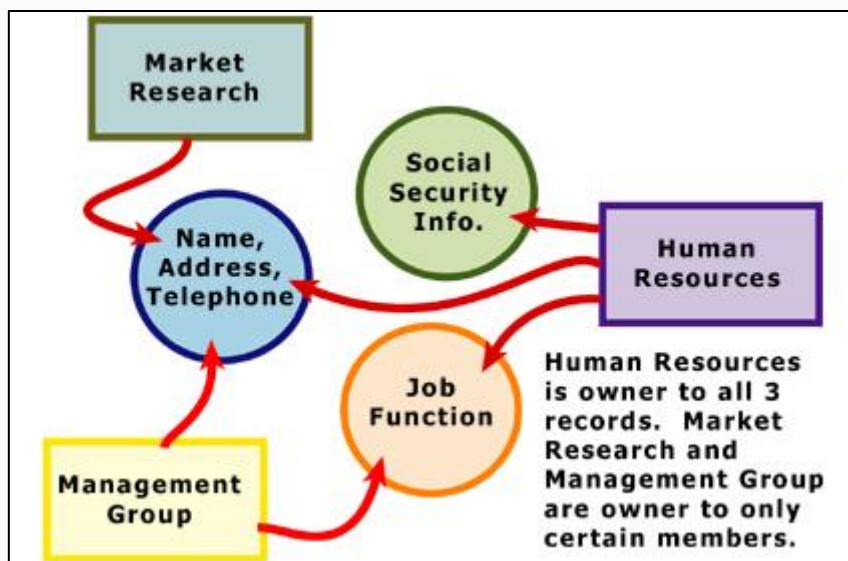 Market
Research
Social
Security
Info.
Name,
Address,
Telephone
Human
Resources
Job
Function
Management
Group
Human Resources
is owner to all 3
records.  Market
Research and
Management Group
are owner to only
certain members.